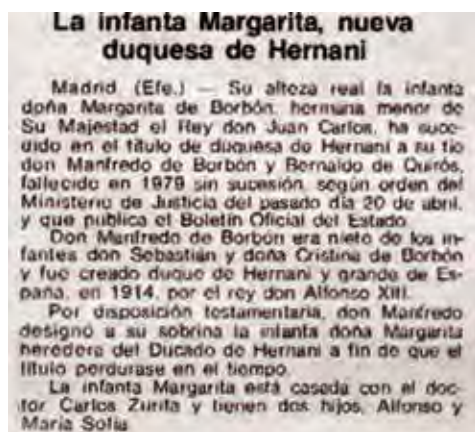 La infanta Margarita, nueva
duquesa de Hernani
Madrid (Efe.) — Su alteza real la infanta
doña Margarita de Borbón, hermana menor de
Su Majestad el Rey don Juan Carlos, ha suce-
dido en el título de duquesa de Hernani a su tío
don Manfredo de Borbón y Bernaldo de Quirós,
fallecido en 1979 sin sucesión, según orden del
Ministerio de Justicia del pasado día 20 de abril,
y que publica el Boletín Oficial del Estado.
Don Manfredo de Borbón era nieto de los in-
fantes don Sebastián y doña Cristina de Borbón
y fue creado duque de Hernani y grande de Es-
paña, en 1914, por el rey don Alfonso XIII.
Por disposición testamentaria, don Manfredo
designó a su sobrina la infanta doña Margarita
heredera del Ducado de Hernani a fin de que el
título perdurase en el tiempo.
La infanta Margarita está casada con el doc-
tor Carlos Zurita y tienen dos hijos, Alfonso y
María Sofía